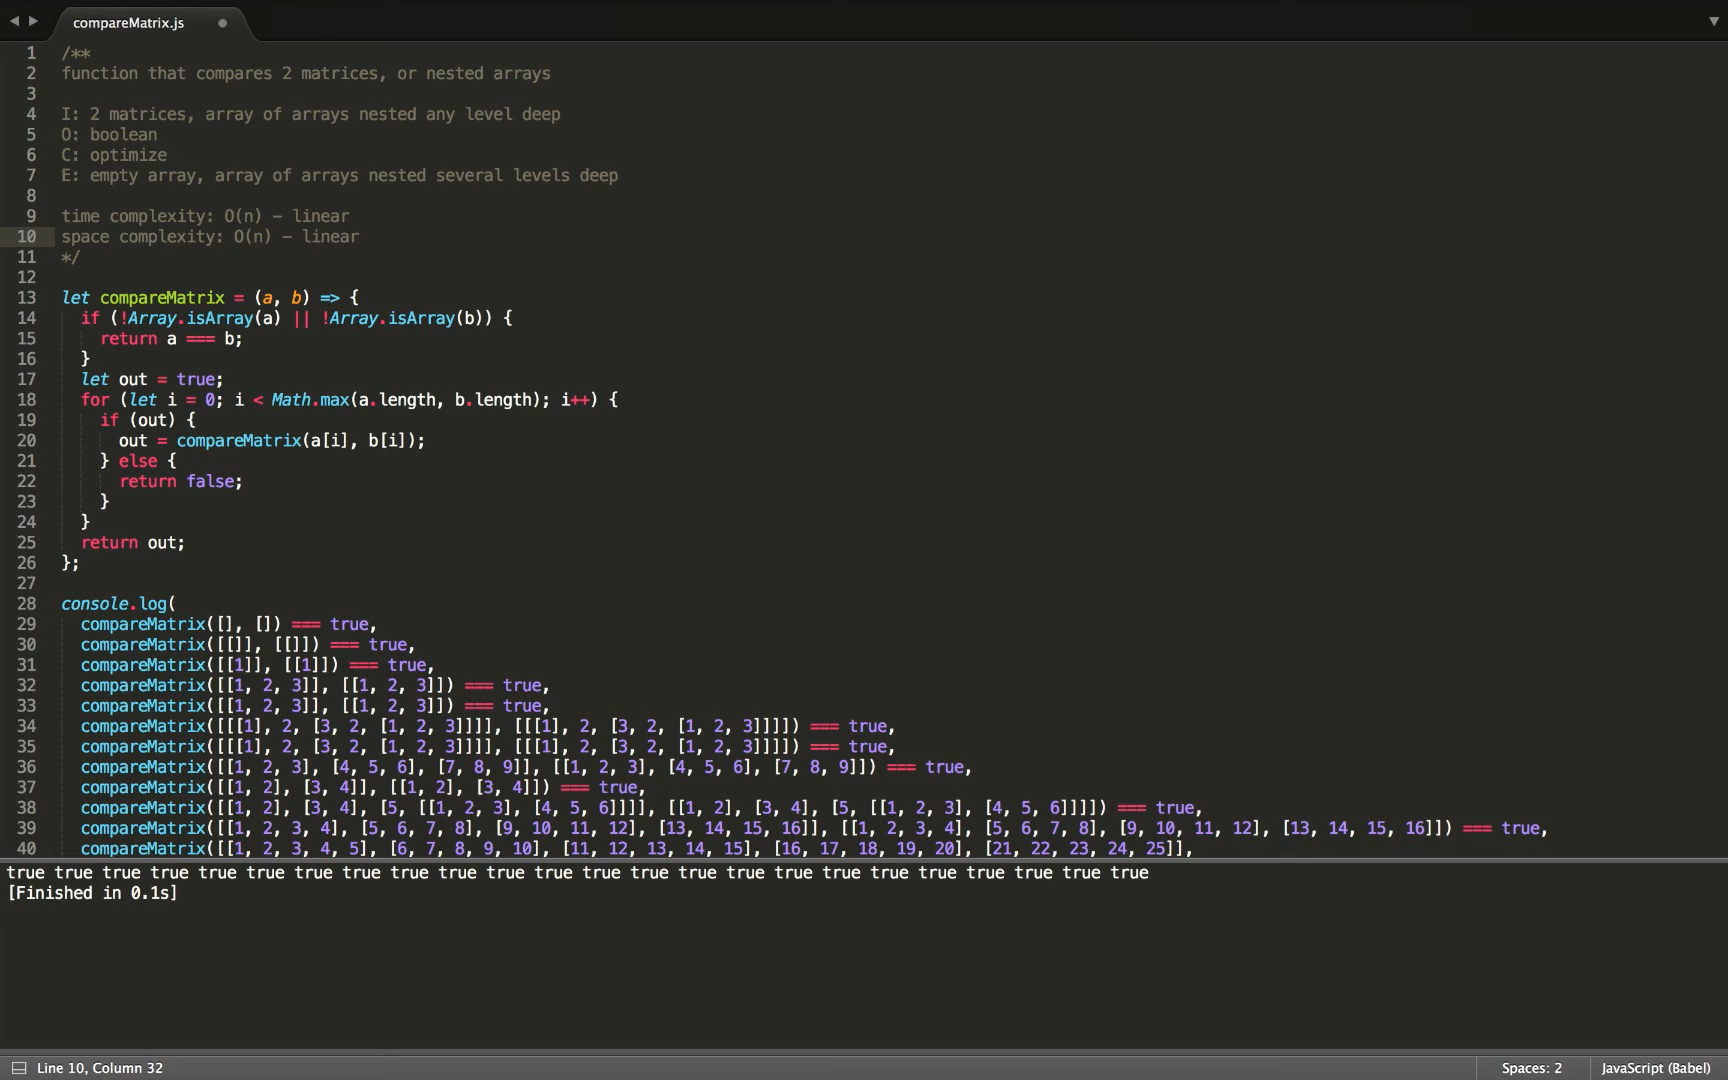 compareMatrix.js
1 /**
2 function that compares 2 matrices, or nested arrays
3
4 I: 2 matrices, array of arrays nested any level deep
5 O: boolean
6 C: optimize
7 E: empty array, array of arrays nested several levels deep
8
9 time complexity: O(n) – linear
10 space complexity: O(n) – linear
11 */
12
13 let compareMatrix = (a, b) => {
14   if (!Array.isArray(a) || !Array.isArray(b)) {
15     return a === b;
16   }
17   let out = true;
18   for (let i = 0; i < Math.max(a.length, b.length); i++) {
19     if (out) {
20       out = compareMatrix(a[i], b[i]);
21     } else {
22       return false;
23     }
24   }
25   return out;
26 };
27
28 console.log(
29   compareMatrix([], []) === true,
30   compareMatrix([[]], [[]]) === true,
31   compareMatrix([[1]], [[1]]) === true,
32   compareMatrix([[1, 2, 3]], [[1, 2, 3]]) === true,
33   compareMatrix([[1, 2, 3]], [[1, 2, 3]]) === true,
34   compareMatrix([[[1], 2, [3, 2, [1, 2, 3]]]], [[[1], 2, [3, 2, [1, 2, 3]]]]) === true,
35   compareMatrix([[[1], 2, [3, 2, [1, 2, 3]]]], [[[1], 2, [3, 2, [1, 2, 3]]]]) === true,
36   compareMatrix([[1, 2, 3], [4, 5, 6], [7, 8, 9]], [[1, 2, 3], [4, 5, 6], [7, 8, 9]]) === true,
37   compareMatrix([[1, 2], [3, 4]], [[1, 2], [3, 4]]) === true,
38   compareMatrix([[1, 2], [3, 4], [5, [[1, 2, 3], [4, 5, 6]]]], [[1, 2], [3, 4], [5, [[1, 2, 3], [4, 5, 6]]]]) === true,
39   compareMatrix([[1, 2, 3, 4], [5, 6, 7, 8], [9, 10, 11, 12], [13, 14, 15, 16]], [[1, 2, 3, 4], [5, 6, 7, 8], [9, 10, 11, 12], [13, 14, 15, 16]]) === true,
40   compareMatrix([[1, 2, 3, 4, 5], [6, 7, 8, 9, 10], [11, 12, 13, 14, 15], [16, 17, 18, 19, 20], [21, 22, 23, 24, 25]],
true true true true true true true true true true true true true true true true true true true true true true true true
[Finished in 0.1s]
Line 10, Column 32
Spaces: 2
JavaScript (Babel)